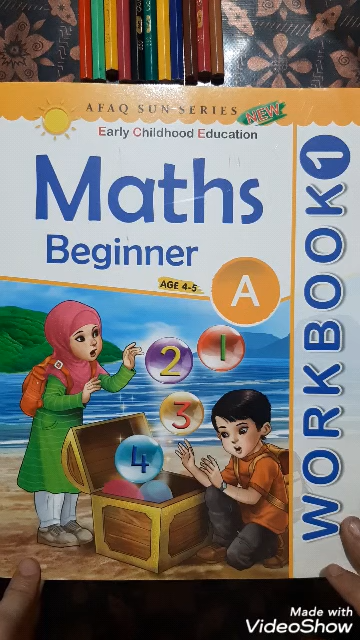 AFAQ SUN SERIES
NEW
Early Childhood Education
Maths
Beginner
AGE 4-5
A
WORKBOOK 1
1
2
3
4
Made with
VideoShow